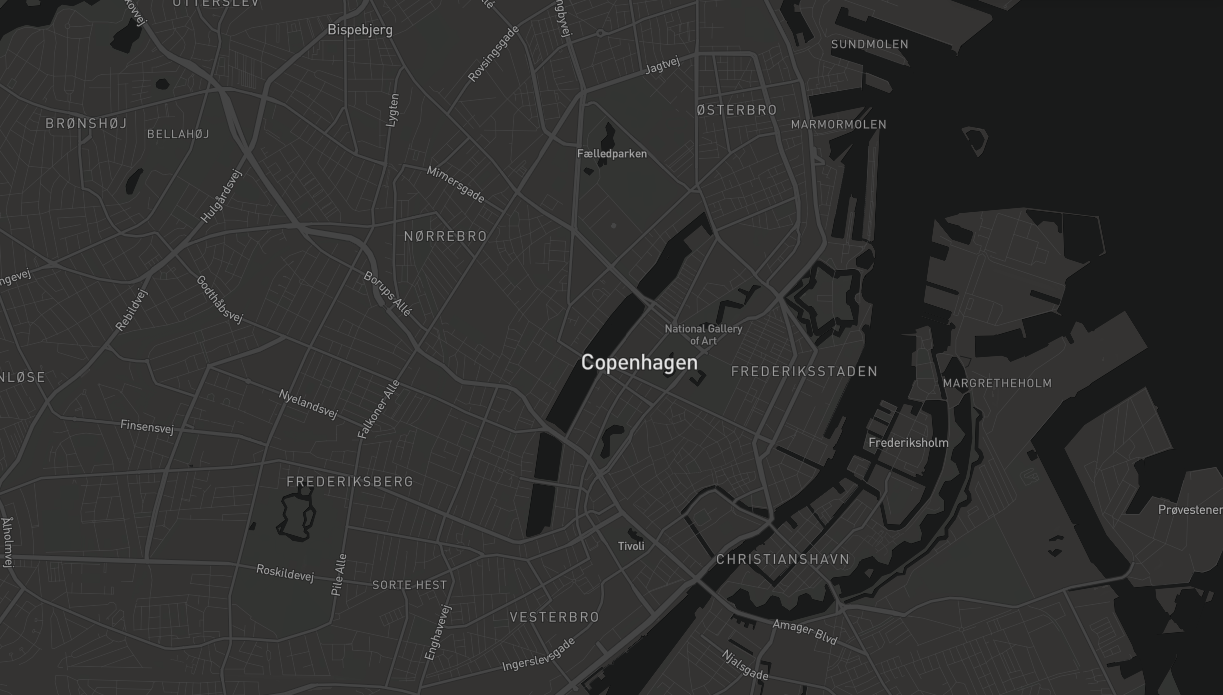 UTTERSLEV
Bispebjerg
Rovsingsgade
Jagtvej
SUNDMOLEN
BRØNSHØJ
BELLAHØJ
Lygten
ØSTERBRO
MARMORMOLEN
Fælledparken
Mimersgade
Hulgårdsvej
NØRREBRO
Godthåbsvej
Borups Allé
Rebildvej
National Gallery
of Art
Copenhagen
FREDERIKSSTADEN
MARGRETHEHOLM
NLØSE
Nyelandsvej
Falkoner Alle
Finsensvej
Frederiksholm
FREDERIKSBERG
Prøvestenen
Ålholmvej
Tivoli
CHRISTIANSHAVN
Roskildevej
Pile Alle
SORTE HEST
VESTERBRO
Enghavevej
Amager Blvd
Ingerslevsgade
Njalsgade